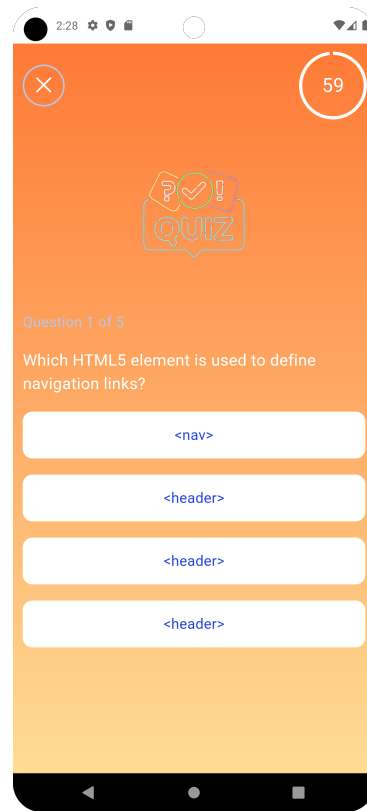 2:28
59
? !
QUIZ
Question 1 of 5
Which HTML5 element is used to define
navigation links?
<nav>
<header>
<header>
<header>